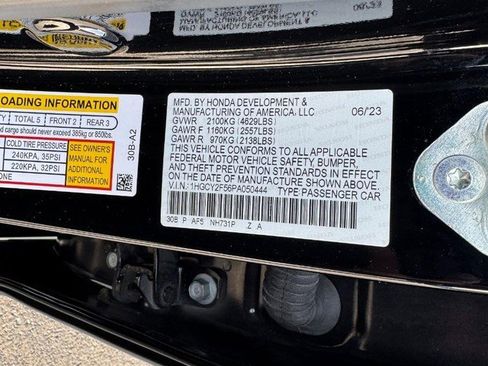 LOADING INFORMATION
TOTAL 5 FRONT 2 REAR 3
nd cargo should never exceed 385kg or 850lbs.
COLD TIRE PRESSURE
240KPA, 35PSI
220KPA, 32PSI
SEE OWNER'S
MANUAL FOR
ADDITIONAL
INFORMATION
30B-A2
MFD. BY HONDA DEVELOPMENT &
MANUFACTURING OF AMERICA, LLC 06/23
GVWR 2100KG (4629LBS)
GAWR F 1160KG (2557LBS)
GAWR R 970KG (2138LBS)
THIS VEHICLE CONFORMS TO ALL APPLICABLE
FEDERAL MOTOR VEHICLE SAFETY, BUMPER,
AND THEFT PREVENTION STANDARDS IN EFFECT
ON THE DATE OF MANUFACTURE SHOWN ABOVE.
V.I.N.: 1HGCY2F56PA050444 TYPE PASSENGER CAR
30B P AF5 NH731P Z A